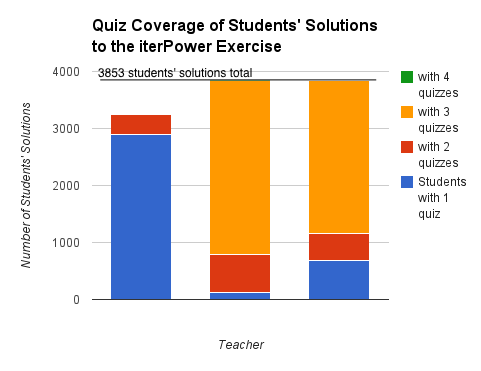 Quiz Coverage of Students' Solutions
to the iterPower Exercise
3853 students' solutions total
4000
3000
2000
1000
0
Number of Students' Solutions
Teacher
with 4
quizzes
with 3
quizzes
with 2
quizzes
Students
with 1
quiz